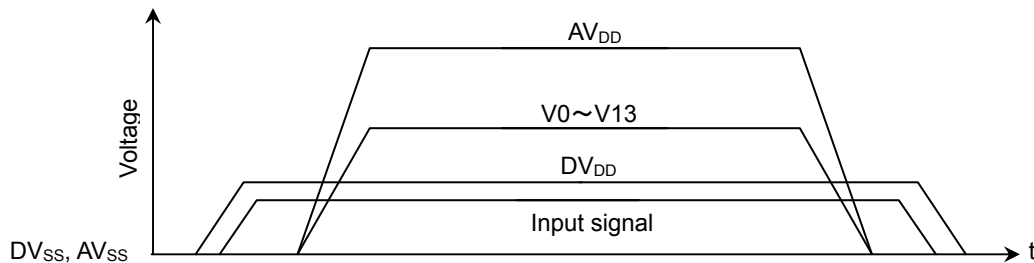 AVDD
V0～V13
Voltage
DVDD
Input signal
DVSS, AVSS
t